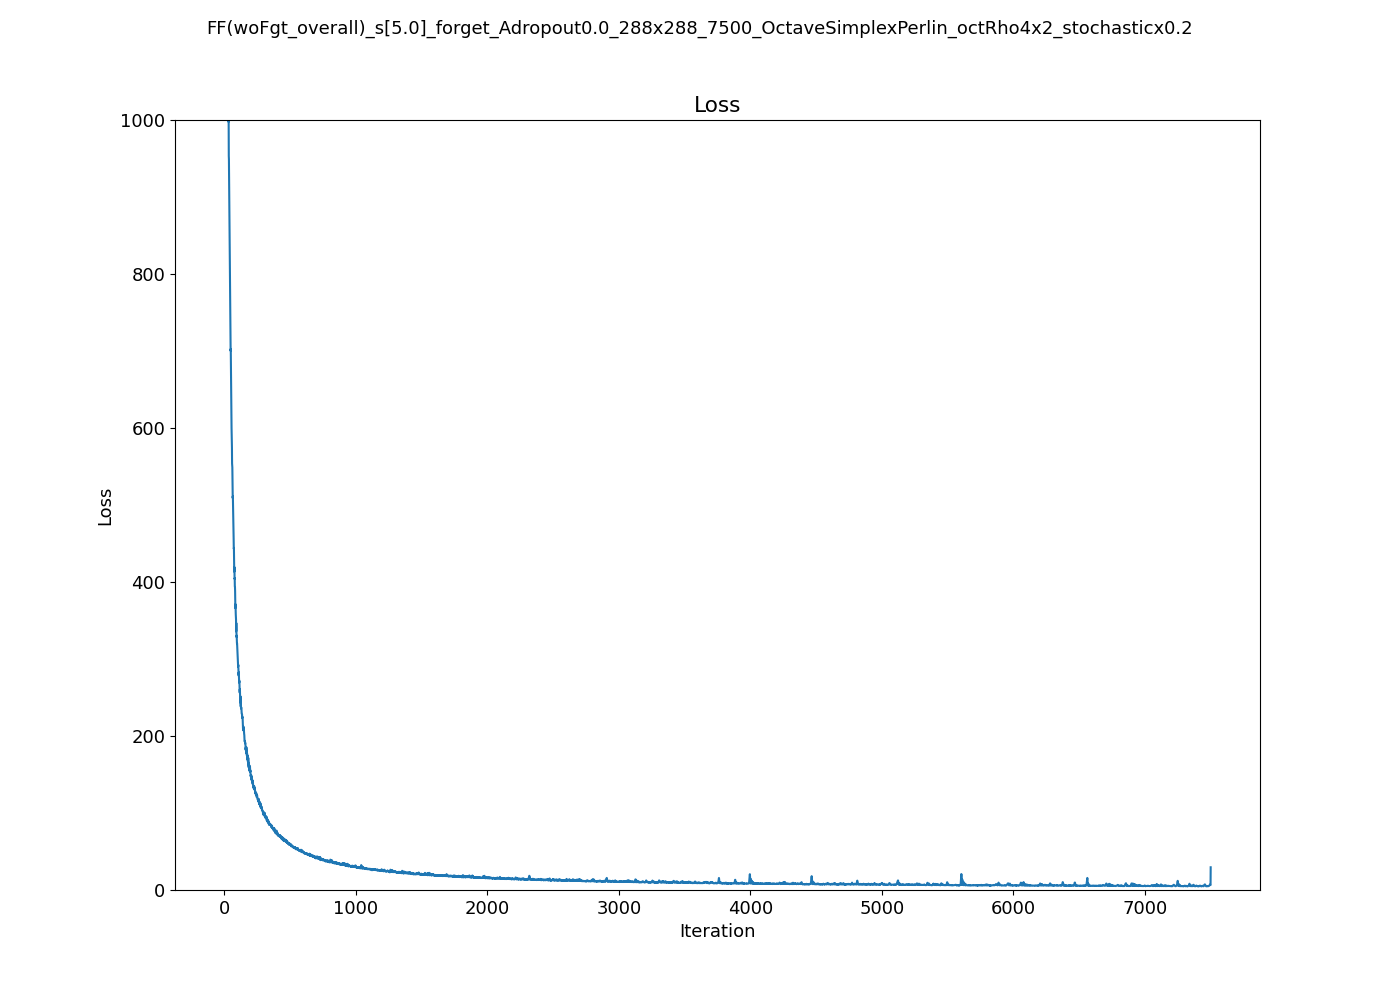 FF(woFgt_overall)_s[5.0]_forget_Adropout0.0_288x288_7500_OctaveSimplexPerlin_octRho4x2_stochasticx0.2
Loss
1000
800
600
400
200
0
Loss
0 1000 2000 3000 4000 5000 6000 7000
Iteration